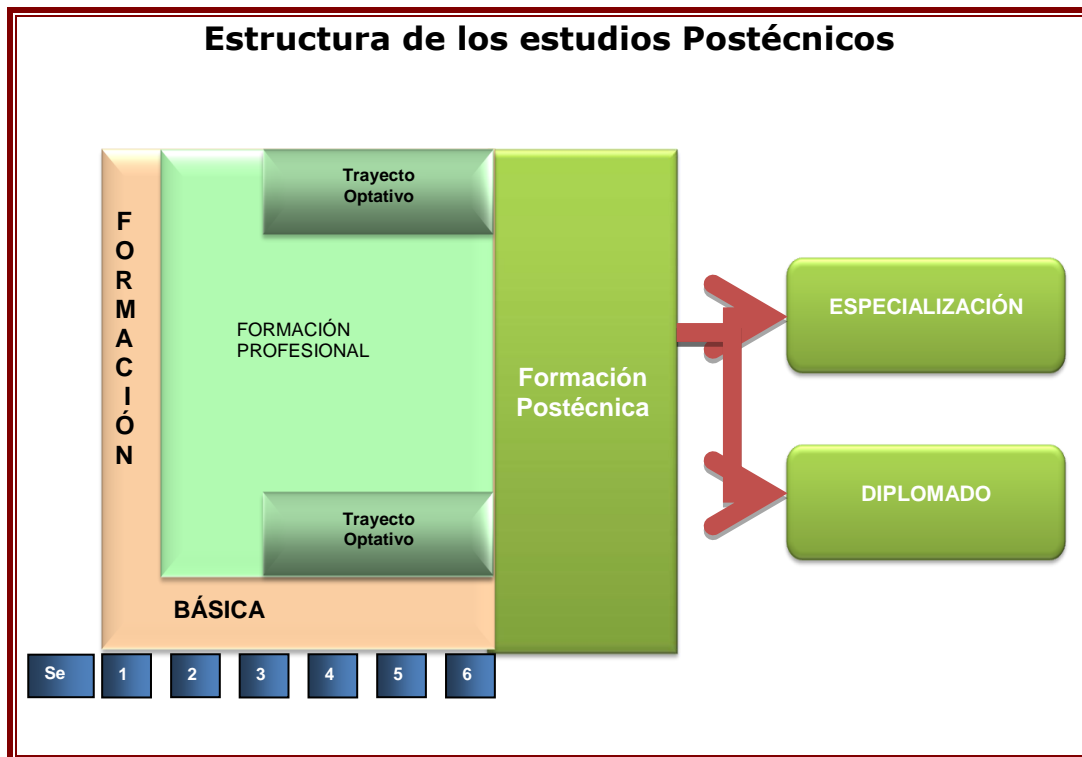 Estructura de los estudios Postécnicos
Trayecto
Optativo
FORMACIÓN
FORMACIÓN
PROFESIONAL
Trayecto
Optativo
BÁSICA
Formación
Postécnica
ESPECIALIZACIÓN
DIPLOMADO
Se 1 2 3 4 5 6